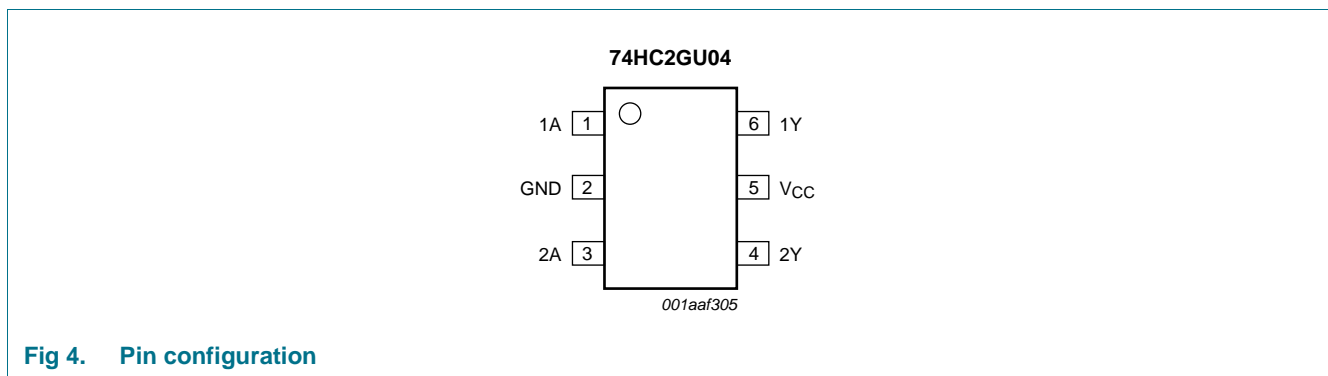 74HC2GU04
1A 1 6 1Y
GND 2 5 VCC
2A 3 4 2Y
001aaf305
Fig 4. Pin configuration